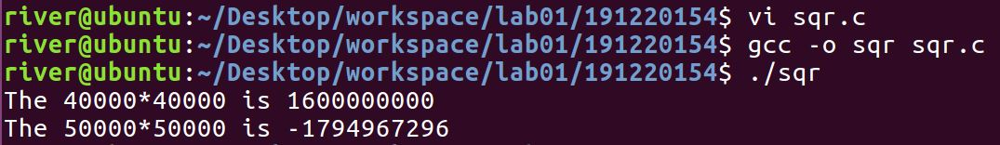 river@ubuntu:~/Desktop/workspace/lab01/191220154$ vi sqr.c
river@ubuntu:~/Desktop/workspace/lab01/191220154$ gcc -o sqr sqr.c
river@ubuntu:~/Desktop/workspace/lab01/191220154$ ./sqr
The 40000*40000 is 1600000000
The 50000*50000 is -1794967296